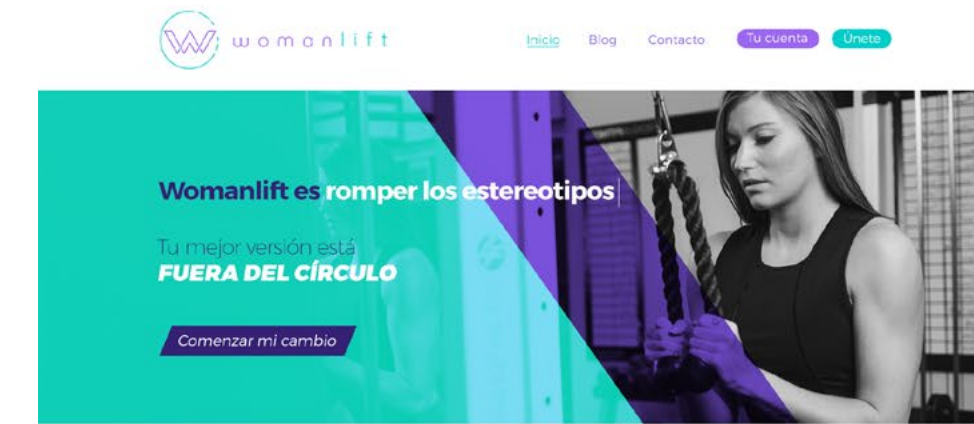 womanlift
Inicio Blog Contacto Tu cuenta Únete
Womanlift es romper los estereotipos
Tu mejor versión está
FUERA DEL CÍRCULO
Comenzar mi cambio